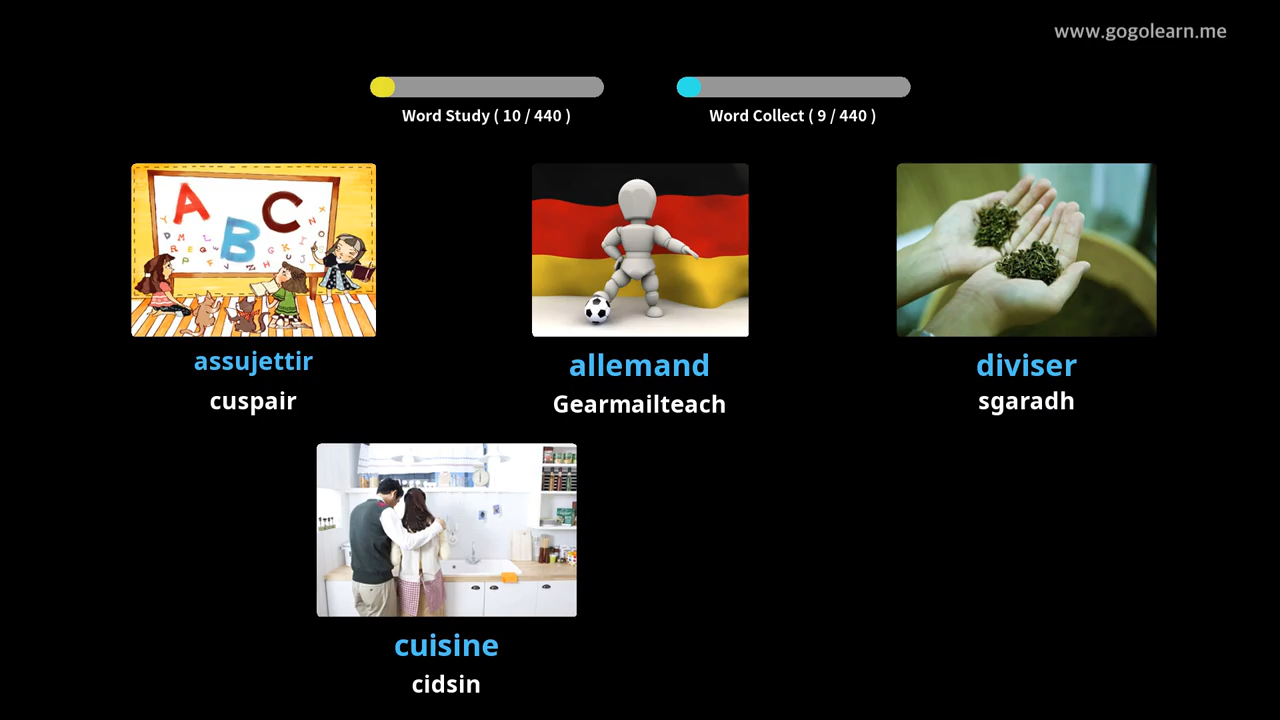 www.gogolearn.me
Word Study ( 10 / 440 )
Word Collect ( 9 / 440 )
A B C
assujettir
cuspair
allemand
Gearmailteach
diviser
sgaradh
cuisine
cidsin